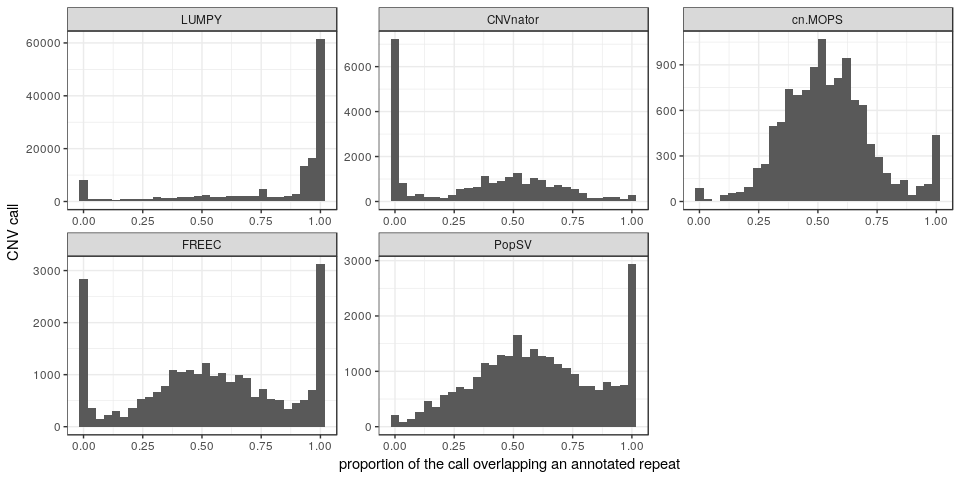 LUMPY
CNVnator
cn.MOPS
60000
40000
20000
0
6000
4000
2000
0
900
600
300
0
0.00 0.25 0.50 0.75 1.00
0.00 0.25 0.50 0.75 1.00
0.00 0.25 0.50 0.75 1.00
CNV call
FREEC
PopSV
3000
2000
1000
0
3000
2000
1000
0
0.00 0.25 0.50 0.75 1.00
0.00 0.25 0.50 0.75 1.00
proportion of the call overlapping an annotated repeat